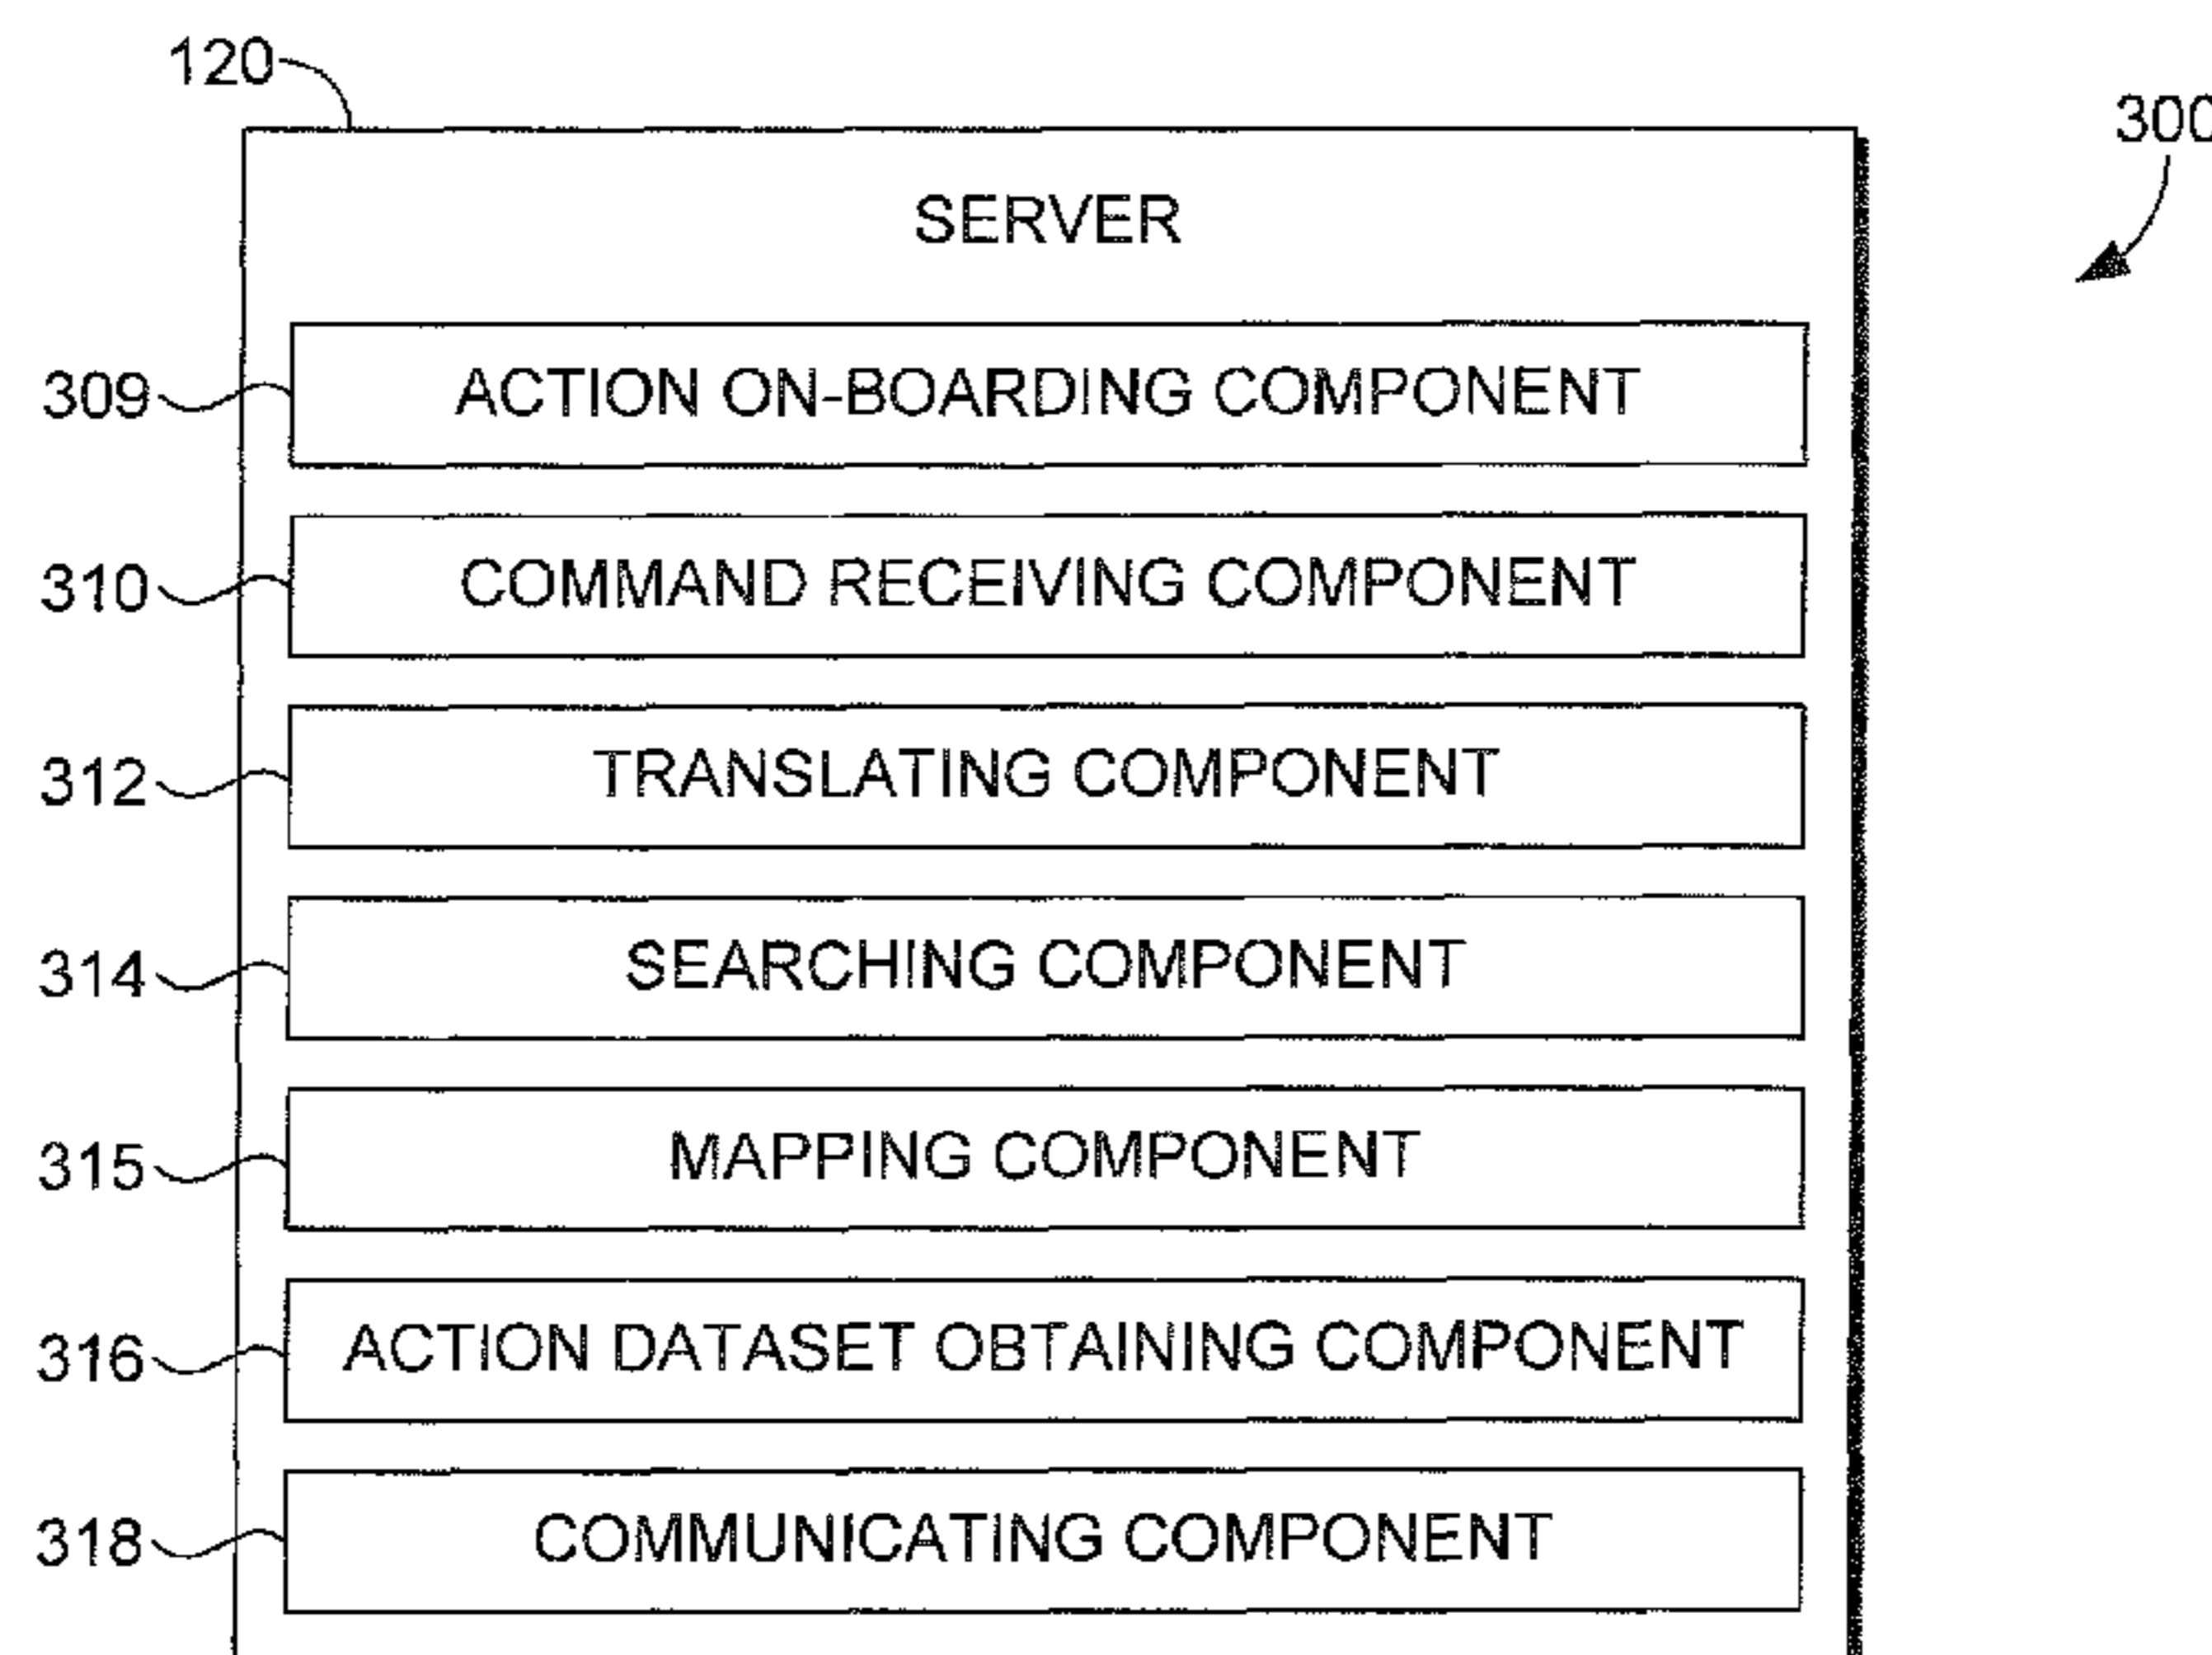 120
300
SERVER
309 ACTION ON-BOARDING COMPONENT
310 COMMAND RECEIVING COMPONENT
312 TRANSLATING COMPONENT
314 SEARCHING COMPONENT
315 MAPPING COMPONENT
316 ACTION DATASET OBTAINING COMPONENT
318 COMMUNICATING COMPONENT